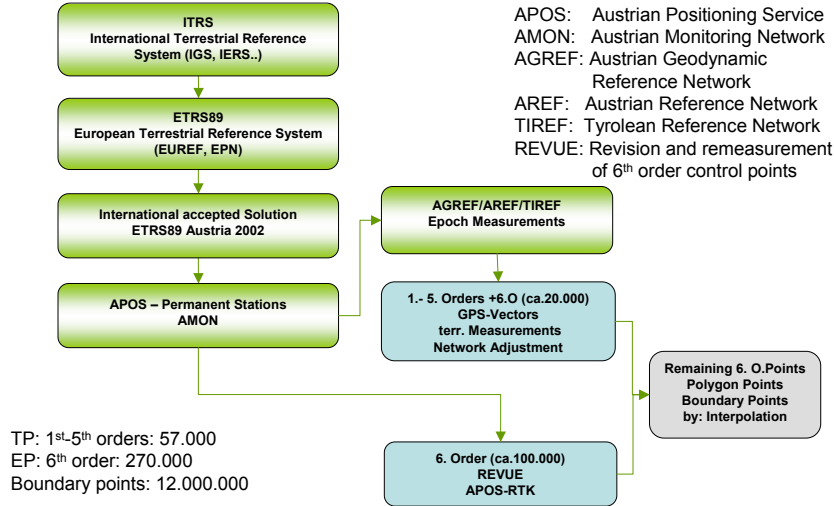 ITRS
International Terrestrial Reference
System (IGS, IERS..)
ETRS89
European Terrestrial Reference System
(EUREF, EPN)
International accepted Solution
ETRS89 Austria 2002
APOS – Permanent Stations
AMON
APOS: Austrian Positioning Service
AMON: Austrian Monitoring Network
AGREF: Austrian Geodynamic
Reference Network
AREF: Austrian Reference Network
TIREF: Tyrolean Reference Network
REVUE: Revision and remeasurement
of 6th order control points
AGREF/AREF/TIREF
Epoch Measurements
1.- 5. Orders +6.O (ca.20.000)
GPS-Vectors
terr. Measurements
Network Adjustment
Remaining 6. O.Points
Polygon Points
Boundary Points
by: Interpolation
6. Order (ca.100.000)
REVUE
APOS-RTK
TP: 1st-5th orders: 57.000
EP: 6th order: 270.000
Boundary points: 12.000.000